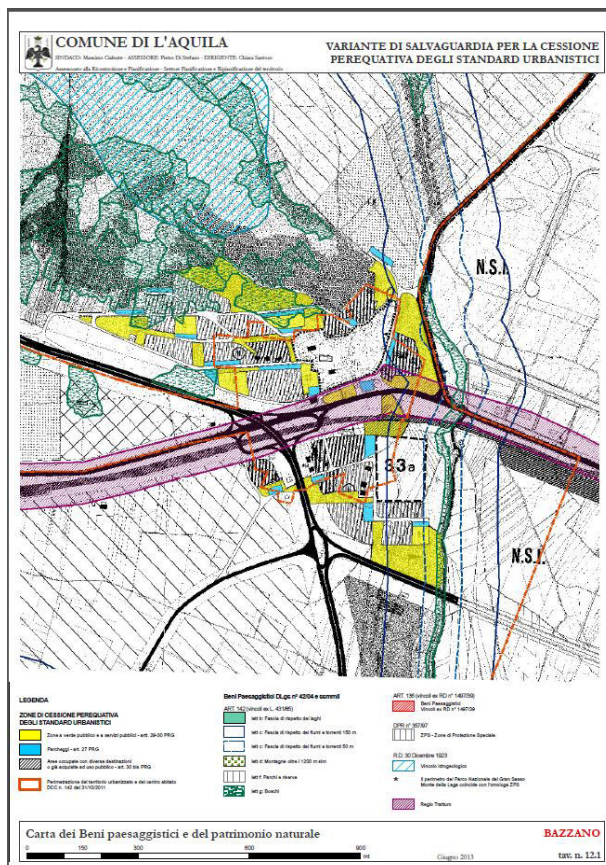 COMUNE DI L'AQUILA
SINDACO: Massimo Cialente - ASSESSORE: Pietro Di Stefano - DIRIGENTE: Chiara Santoro
Assessorato alla Ricostruzione e Pianificazione - Settore Pianificazione e Ripianificazione del territorio
VARIANTE DI SALVAGUARDIA PER LA CESSIONE
PEREQUATIVA DEGLI STANDARD URBANISTICI
N.S.I.
33a
N.S.I.
LEGENDA
ZONE DI CESSIONE PEREQUATIVA
DEGLI STANDARD URBANISTICI
Zone a verde pubblico e a servizi pubblici - artt. 29-30 PRG
Parcheggi - art. 27 PRG
Aree occupate con diverse destinazioni
o già acquisite ad uso pubblico - art. 30 bis PRG
Perimetrazione del territorio urbanizzato e del centro abitato
DCC n. 142 del 31/10/2011
Beni Paesaggistici DLgs n° 42/04 e ssmmii
ART. 142 (vincoli ex L. 431/85)
lett b: Fascia di rispetto dei laghi
lett c: Fascia di rispetto dei fiumi e torrenti 150 m
lett c: Fascia di rispetto dei fiumi e torrenti 50 m
lett d: Montagne oltre i 1200 m slm
lett f: Parchi e riserve
lett g: Boschi
ART. 136 (vincoli ex RD n° 1497/39)
Beni Paesaggistici
Vincoli ex RD n° 1497/39
DPR n° 357/97
ZPS - Zone di Protezione Speciale
R.D. 30 Dicembre 1923
Vincolo Idrogeologico
* Il perimetro del Parco Nazionale del Gran Sasso
Monte della Laga coincide con l'omologa ZPS
Regio Tratturo
Carta dei Beni paesaggistici e del patrimonio naturale
BAZZANO
0 150 300 600 900
mt
Giugno 2013
tav. n. 12.1